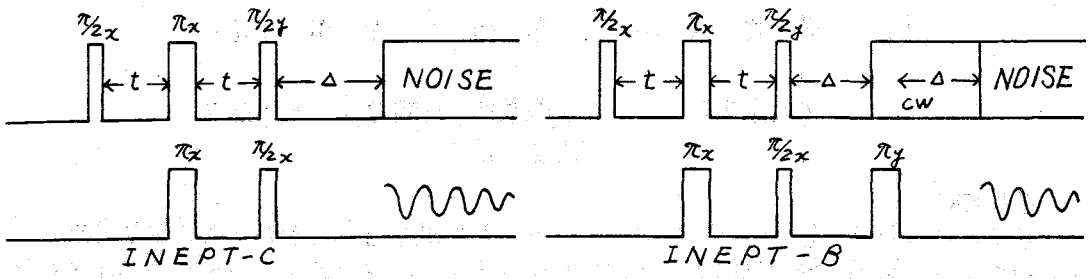 π/2x πx π/2y
t t Δ NOISE
πx π/2x
INEPT-C
π/2x πx π/2y
t t Δ Δ NOISE
CW
πx π/2x πy
INEPT-B